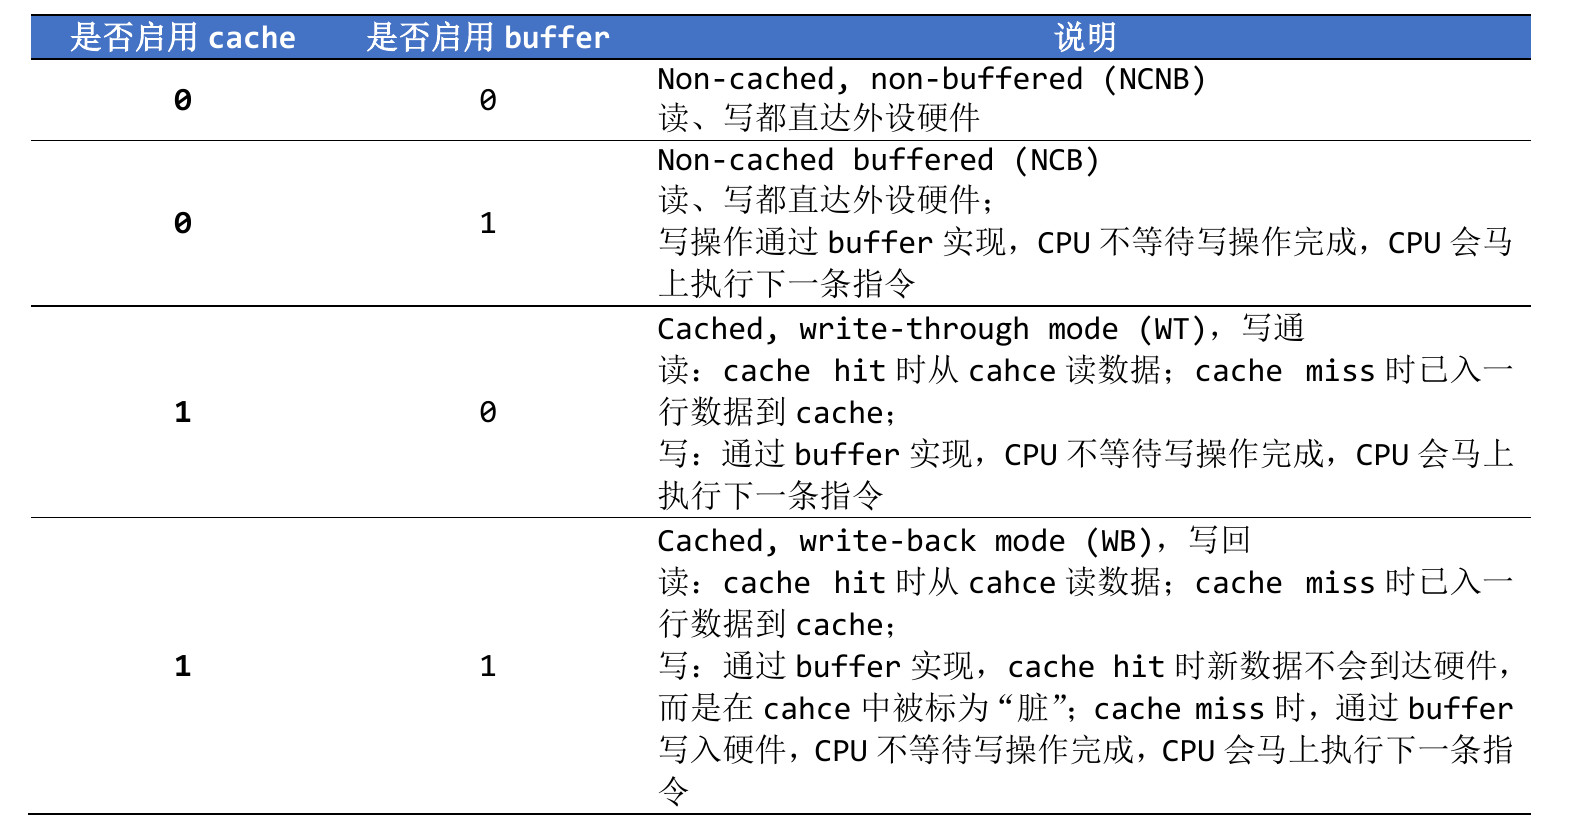 是否启用 cache 是否启用 buffer 说明
0 0 Non-cached, non-buffered (NCNB)
读、写都直达外设硬件
0 1 Non-cached buffered (NCB)
读、写都直达外设硬件；
写操作通过 buffer 实现，CPU 不等待写操作完成，CPU 会马
上执行下一条指令
1 0 Cached, write-through mode (WT)，写通
读：cache hit 时从 cahce 读数据；cache miss 时已入一
行数据到 cache；
写：通过 buffer 实现，CPU 不等待写操作完成，CPU 会马上
执行下一条指令
1 1 Cached, write-back mode (WB)，写回
读：cache hit 时从 cahce 读数据；cache miss 时已入一
行数据到 cache；
写：通过 buffer 实现，cache hit 时新数据不会到达硬件，
而是在 cahce 中被标为“脏”；cache miss 时，通过 buffer
写入硬件，CPU 不等待写操作完成，CPU 会马上执行下一条指
令